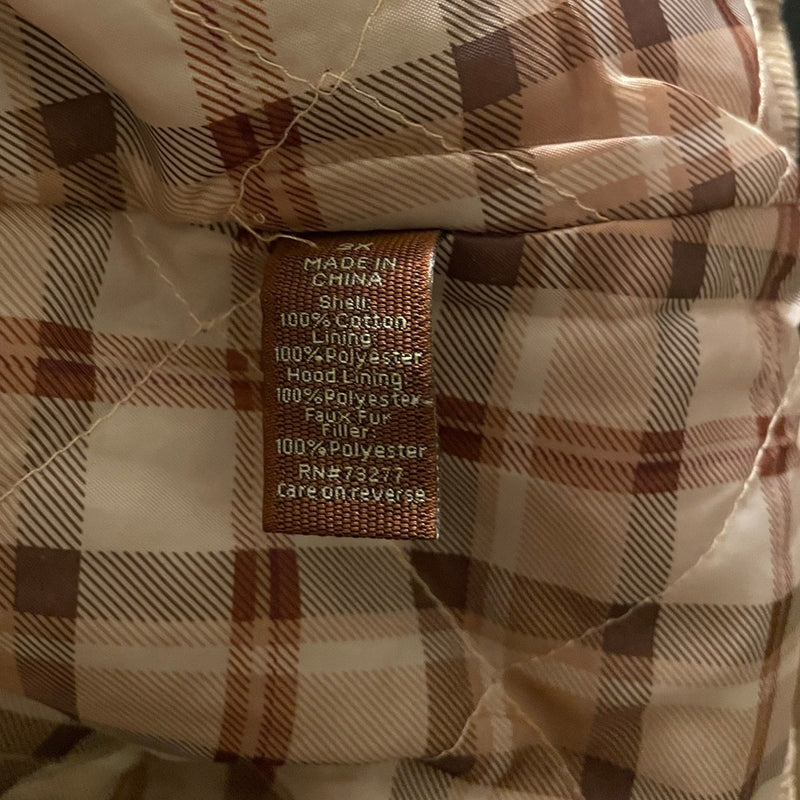 2X
MADE IN
CHINA
Shell:
100% Cotton
Lining:
100% Polyester
Hood Lining:
100% Polyester
Faux Fur
Filler
100% Polyester
RN#73277
Care on reverse